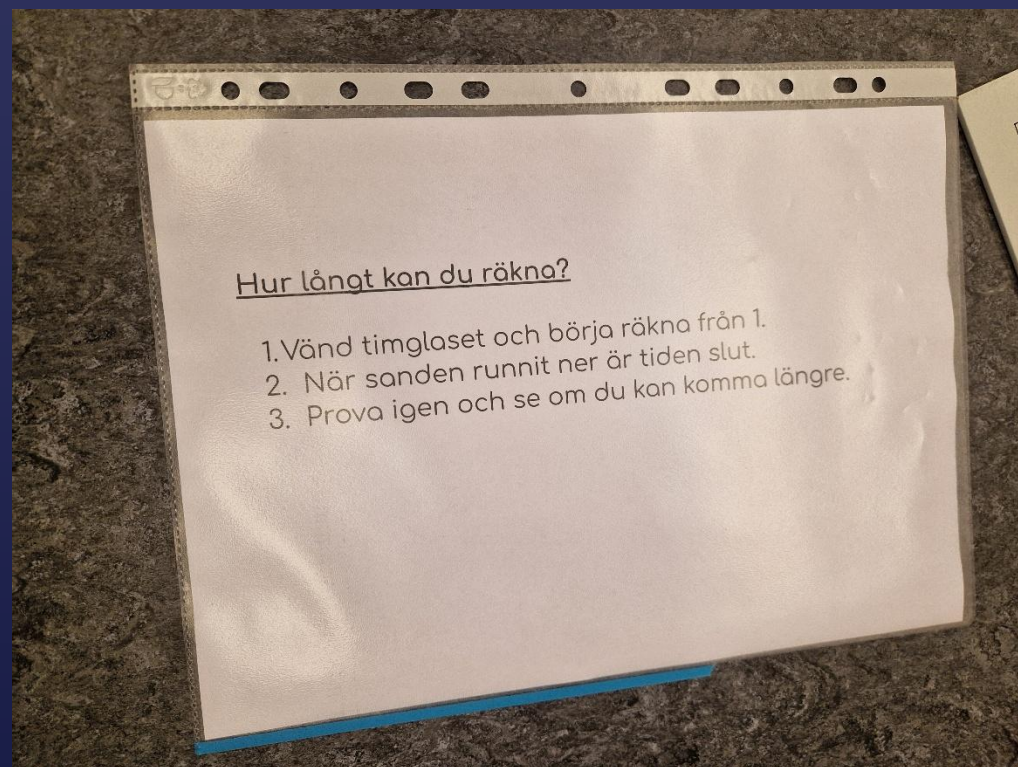 Hur långt kan du räkna?
1. Vänd timglaset och börja räkna från 1.
2. När sanden runnit ner är tiden slut.
3. Prova igen och se om du kan komma längre.